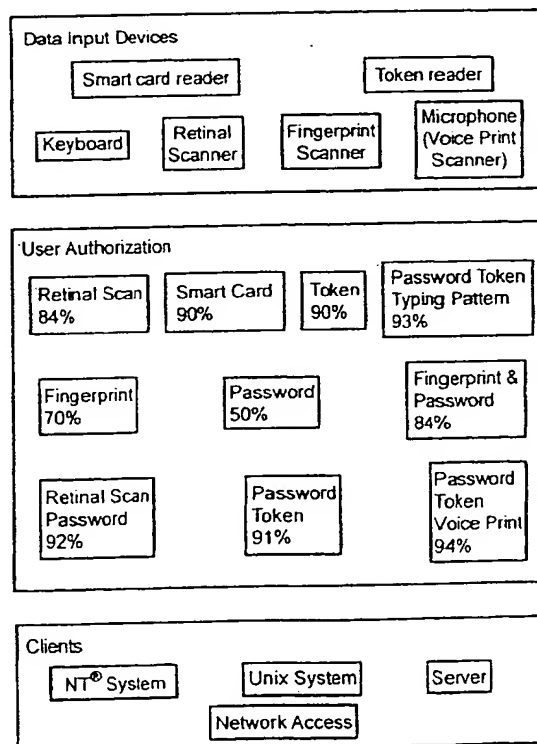 Data Input Devices
Smart card reader
Token reader
Keyboard
Retinal
Scanner
Fingerprint
Scanner
Microphone
(Voice Print
Scanner)
User Authorization
Retinal Scan
84%
Smart Card
90%
Token
90%
Password Token
Typing Pattern
93%
Fingerprint
70%
Password
50%
Fingerprint &
Password
84%
Retinal Scan
Password
92%
Password
Token
91%
Password
Token
Voice Print
94%
Clients
NT® System
Unix System
Server
Network Access